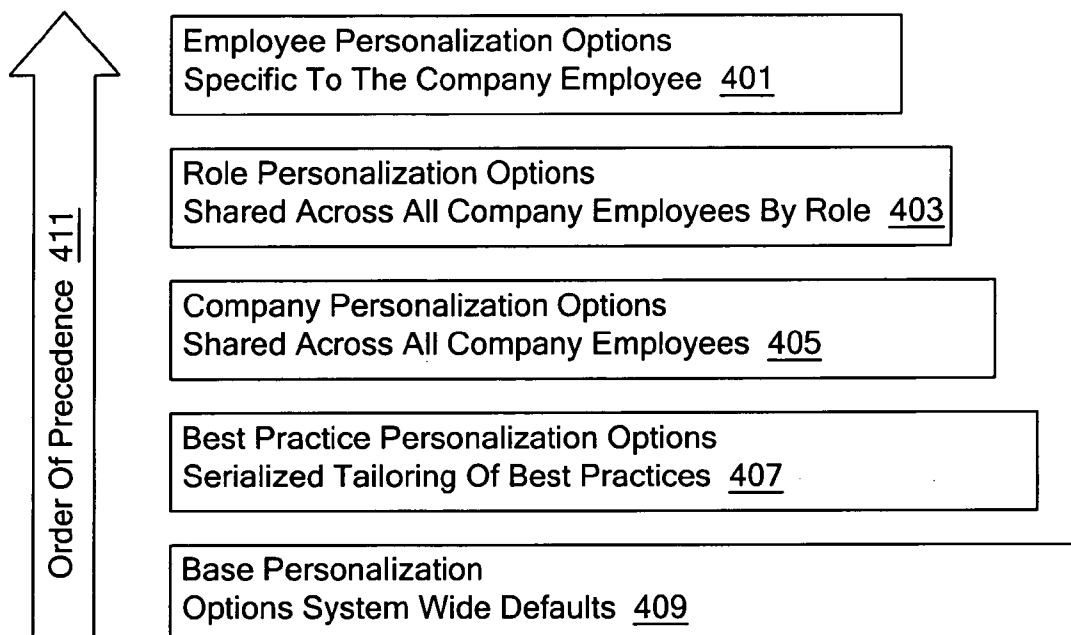 Employee Personalization Options
Specific To The Company Employee 401
Role Personalization Options
Shared Across All Company Employees By Role 403
Company Personalization Options
Shared Across All Company Employees 405
Best Practice Personalization Options
Serialized Tailoring Of Best Practices 407
Base Personalization
Options System Wide Defaults 409
Order Of Precedence 411